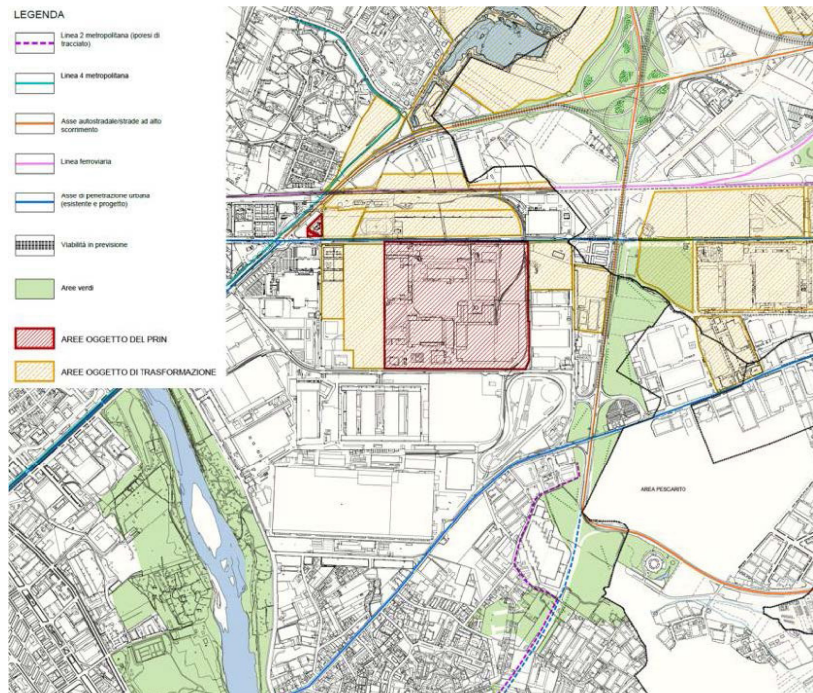 LEGENDA
Linea 2 metropolitana (ipotesi di
tracciato)
Linea 4 metropolitana
Asse autostradale/strade ad alto
scorrimento
Linea ferroviaria
Asse di penetrazione urbana
(esistente e progetto)
Viabilità in previsione
Aree verdi
AREE OGGETTO DEL PRIN
AREE OGGETTO DI TRASFORMAZIONE
AREA PESCARITO